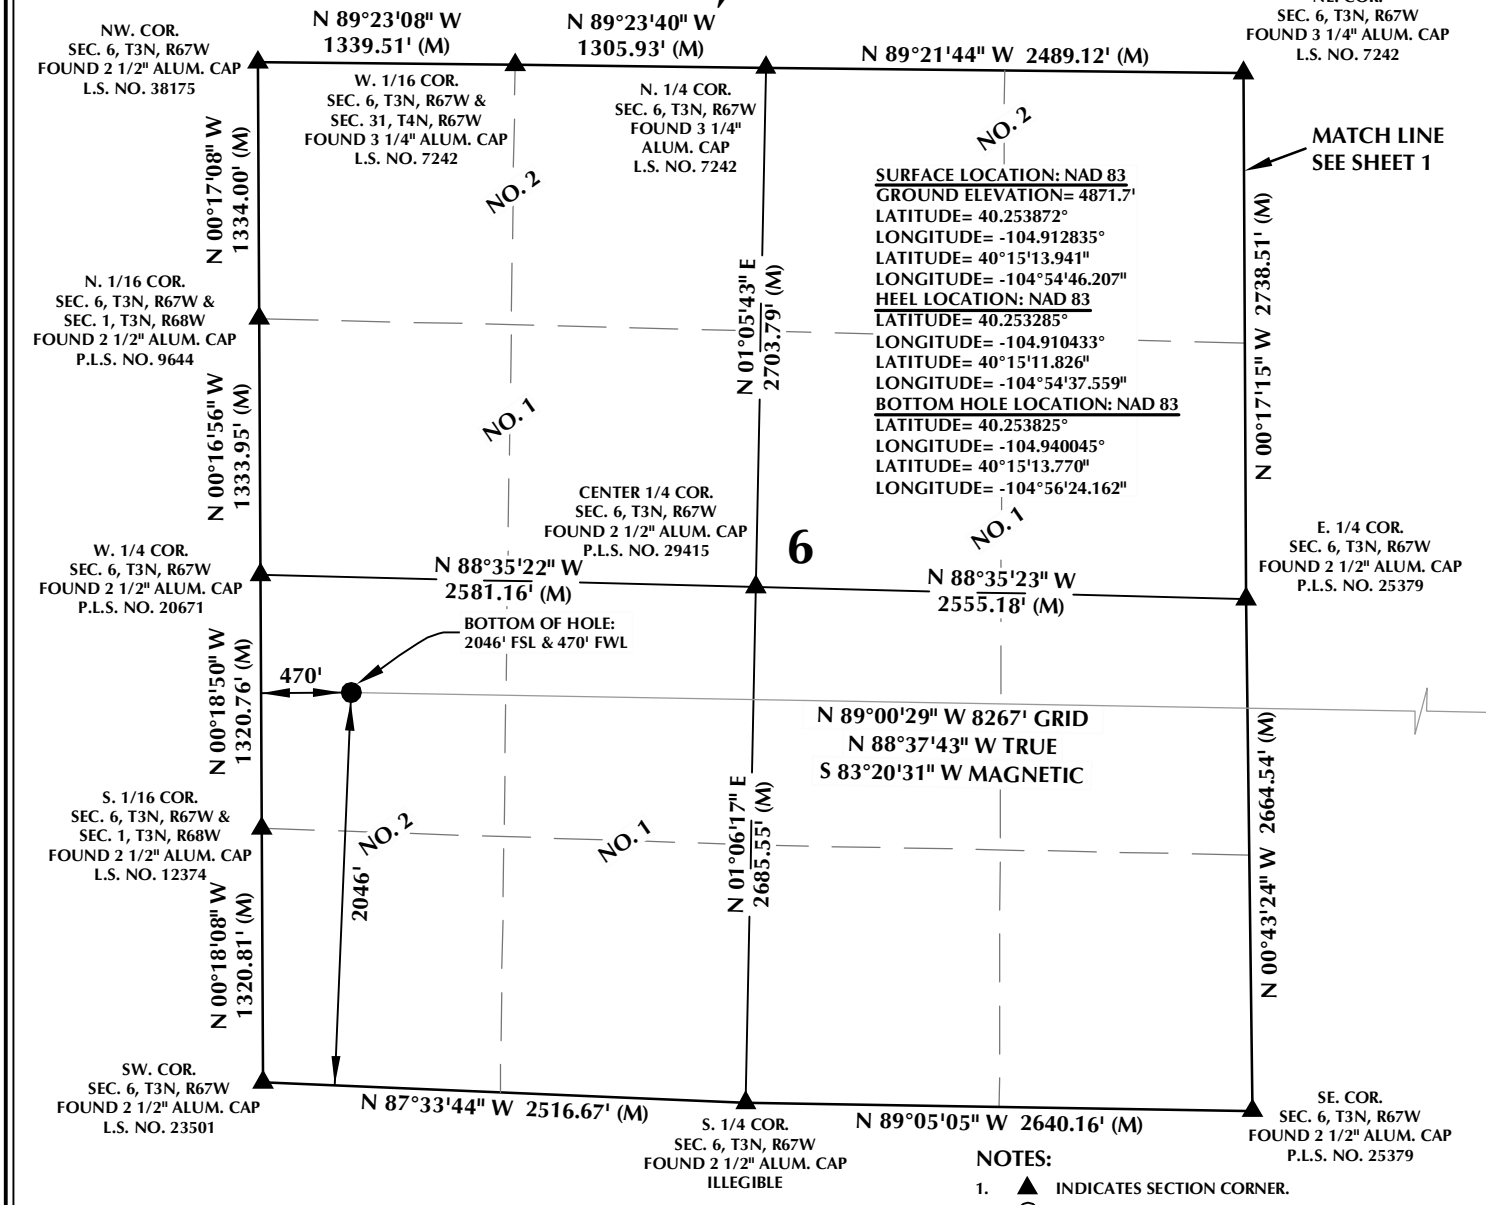 N 89°23'08" W
1339.51' (M)
N 89°23'40" W
1305.93' (M)
N 89°21'44" W 2489.12' (M)
SEC. 6, T3N, R67W
FOUND 3 1/4" ALUM. CAP
L.S. NO. 7242
NW. COR.
SEC. 6, T3N, R67W
FOUND 2 1/2" ALUM. CAP
L.S. NO. 38175
W. 1/16 COR.
SEC. 6, T3N, R67W &
SEC. 31, T4N, R67W
FOUND 3 1/4" ALUM. CAP
L.S. NO. 7242
N. 1/4 COR.
SEC. 6, T3N, R67W
FOUND 3 1/4"
ALUM. CAP
L.S. NO. 7242
MATCH LINE
SEE SHEET 1
N 00°17'08" W
1334.00' (M)
NO. 2
NO. 2
SURFACE LOCATION: NAD 83
GROUND ELEVATION= 4871.7'
LATITUDE= 40.253872°
LONGITUDE= -104.912835°
LATITUDE= 40°15'13.941"
LONGITUDE= -104°54'46.207"
HEEL LOCATION: NAD 83
LATITUDE= 40.253285°
LONGITUDE= -104.910433°
LATITUDE= 40°15'11.826"
LONGITUDE= -104°54'37.559"
BOTTOM HOLE LOCATION: NAD 83
LATITUDE= 40.253825°
LONGITUDE= -104.940045°
LATITUDE= 40°15'13.770"
LONGITUDE= -104°56'24.162"
N. 1/16 COR.
SEC. 6, T3N, R67W &
SEC. 1, T3N, R68W
FOUND 2 1/2" ALUM. CAP
P.L.S. NO. 9644
N 01°05'43" E
2703.79' (M)
N 00°17'15" W 2738.51' (M)
N 00°16'56" W
1333.95' (M)
NO. 1
NO. 1
CENTER 1/4 COR.
SEC. 6, T3N, R67W
FOUND 2 1/2" ALUM. CAP
P.L.S. NO. 29415
6
W. 1/4 COR.
SEC. 6, T3N, R67W
FOUND 2 1/2" ALUM. CAP
P.L.S. NO. 20671
E. 1/4 COR.
SEC. 6, T3N, R67W
FOUND 2 1/2" ALUM. CAP
P.L.S. NO. 25379
N 88°35'22" W
2581.16' (M)
N 88°35'23" W
2555.18' (M)
BOTTOM OF HOLE:
2046' FSL & 470' FWL
470'
N 00°18'50" W
1320.76' (M)
N 89°00'29" W 8267' GRID
N 88°37'43" W TRUE
S 83°20'31" W MAGNETIC
S. 1/16 COR.
SEC. 6, T3N, R67W &
SEC. 1, T3N, R68W
FOUND 2 1/2" ALUM. CAP
L.S. NO. 12374
NO. 2
NO. 1
2046'
N 01°06'17" E
2685.55' (M)
N 00°43'24" W 2664.54' (M)
N 00°18'08" W
1320.81' (M)
SW. COR.
SEC. 6, T3N, R67W
FOUND 2 1/2" ALUM. CAP
L.S. NO. 23501
N 87°33'44" W 2516.67' (M)
N 89°05'05" W 2640.16' (M)
S. 1/4 COR.
SEC. 6, T3N, R67W
FOUND 2 1/2" ALUM. CAP
ILLEGIBLE
SE. COR.
SEC. 6, T3N, R67W
FOUND 2 1/2" ALUM. CAP
P.L.S. NO. 25379
NOTES:
1. ▲ INDICATES SECTION CORNER.